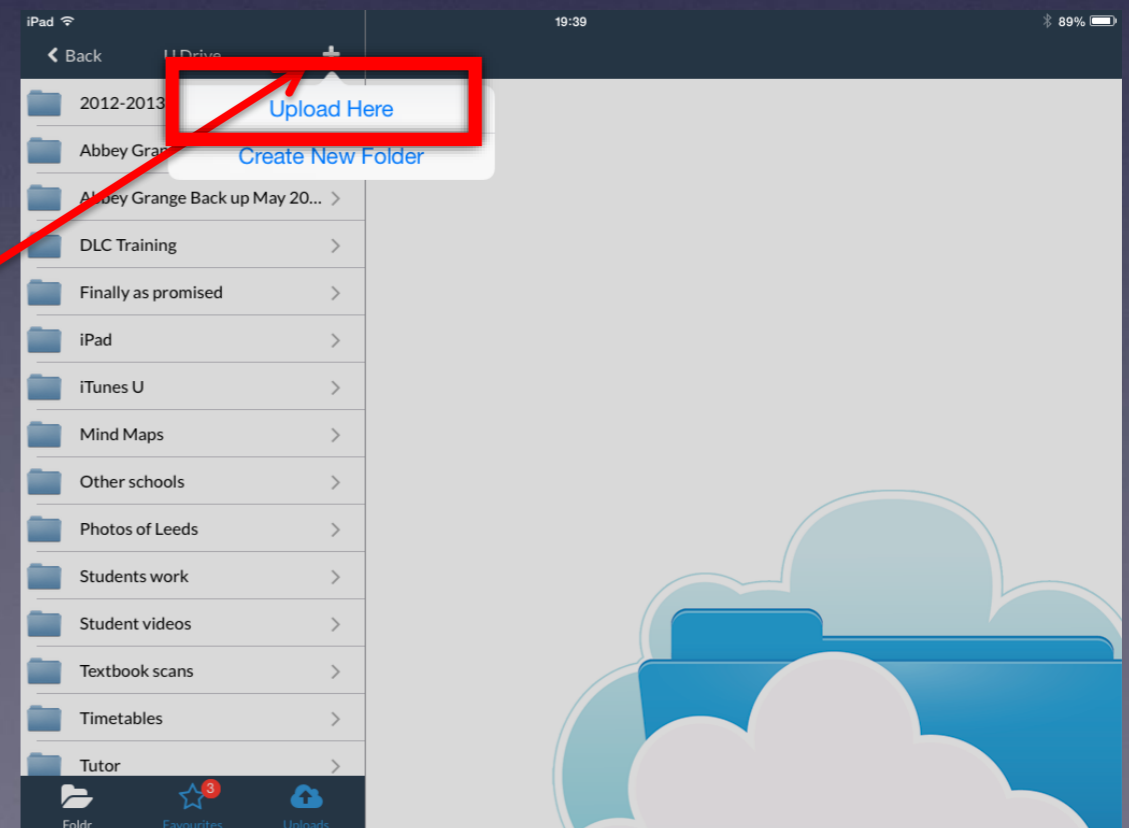 iPad 19:39 89%
Back U Drive +
2012-2013
Upload Here
Abbey Gran
Create New Folder
Abbey Grange Back up May 20...
DLC Training
Finally as promised
iPad
iTunes U
Mind Maps
Other schools
Photos of Leeds
Students work
Student videos
Textbook scans
Timetables
Tutor
3
Foldr Favourites Uploads